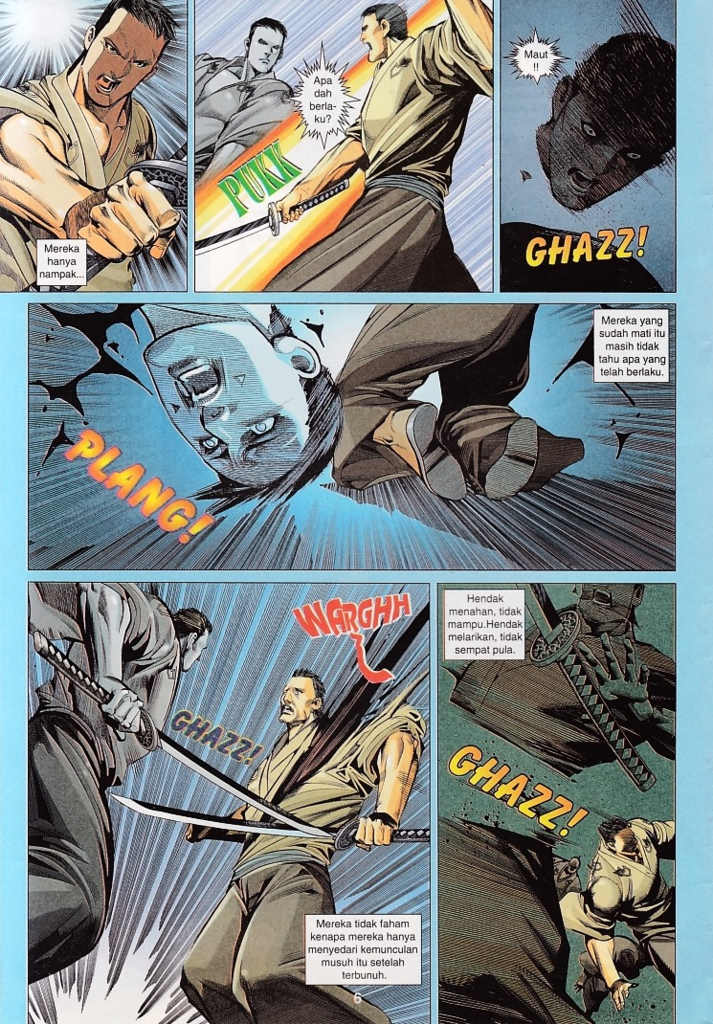 Mereka
hanya
nampak...
Apa
dah
berla-
ku?
PUKK
Maut
!!
GHAZZ!
Mereka yang
sudah mati itu
masih tidak
tahu apa yang
telah berlaku.
PLANG!
WARGHH
GHAZZ!
Mereka tidak faham
kenapa mereka hanya
menyedari kemunculan
musuh itu setelah
terbunuh.
Hendak
menahan, tidak
mampu.Hendak
melarikan, tidak
sempat pula.
GHAZZ!
6